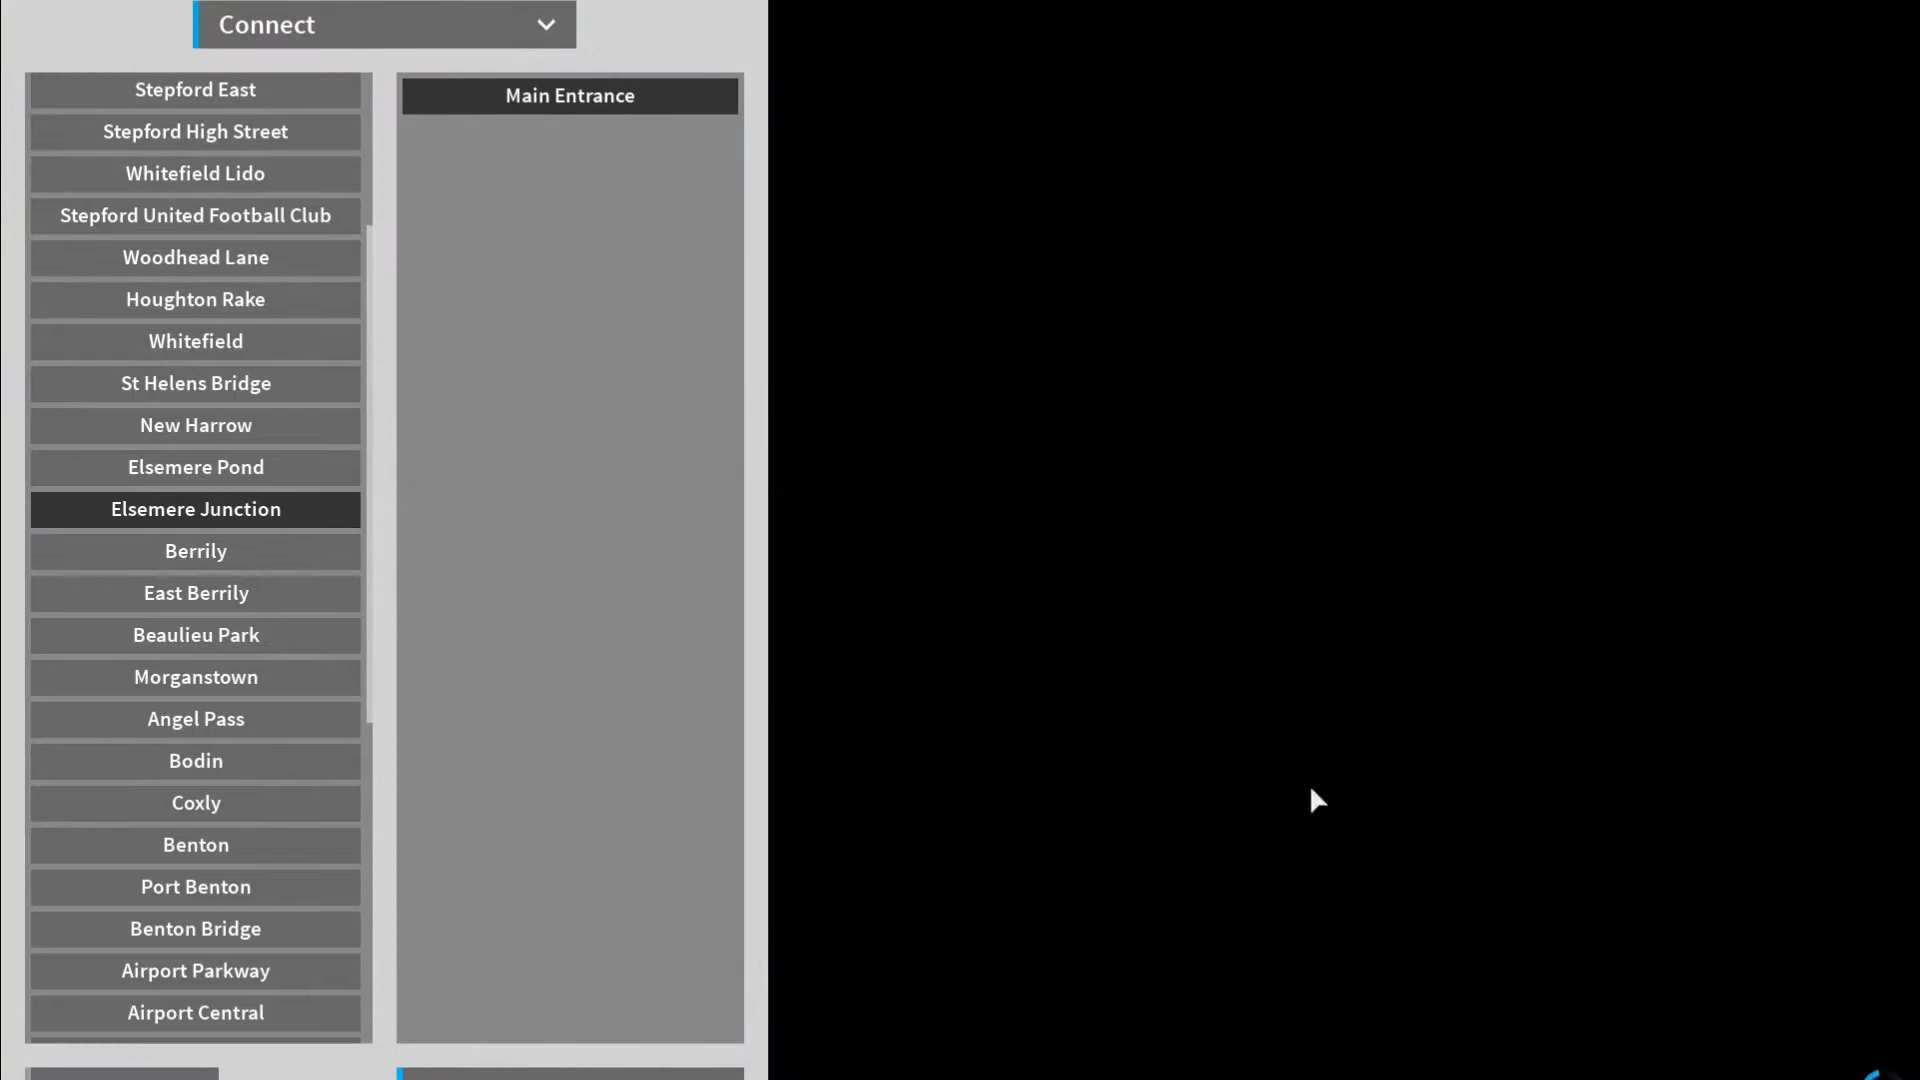 Connect
Stepford East
Stepford High Street
Whitefield Lido
Stepford United Football Club
Woodhead Lane
Houghton Rake
Whitefield
St Helens Bridge
New Harrow
Elsemere Pond
Elsemere Junction
Berrily
East Berrily
Beaulieu Park
Morganstown
Angel Pass
Bodin
Coxly
Benton
Port Benton
Benton Bridge
Airport Parkway
Airport Central
Main Entrance